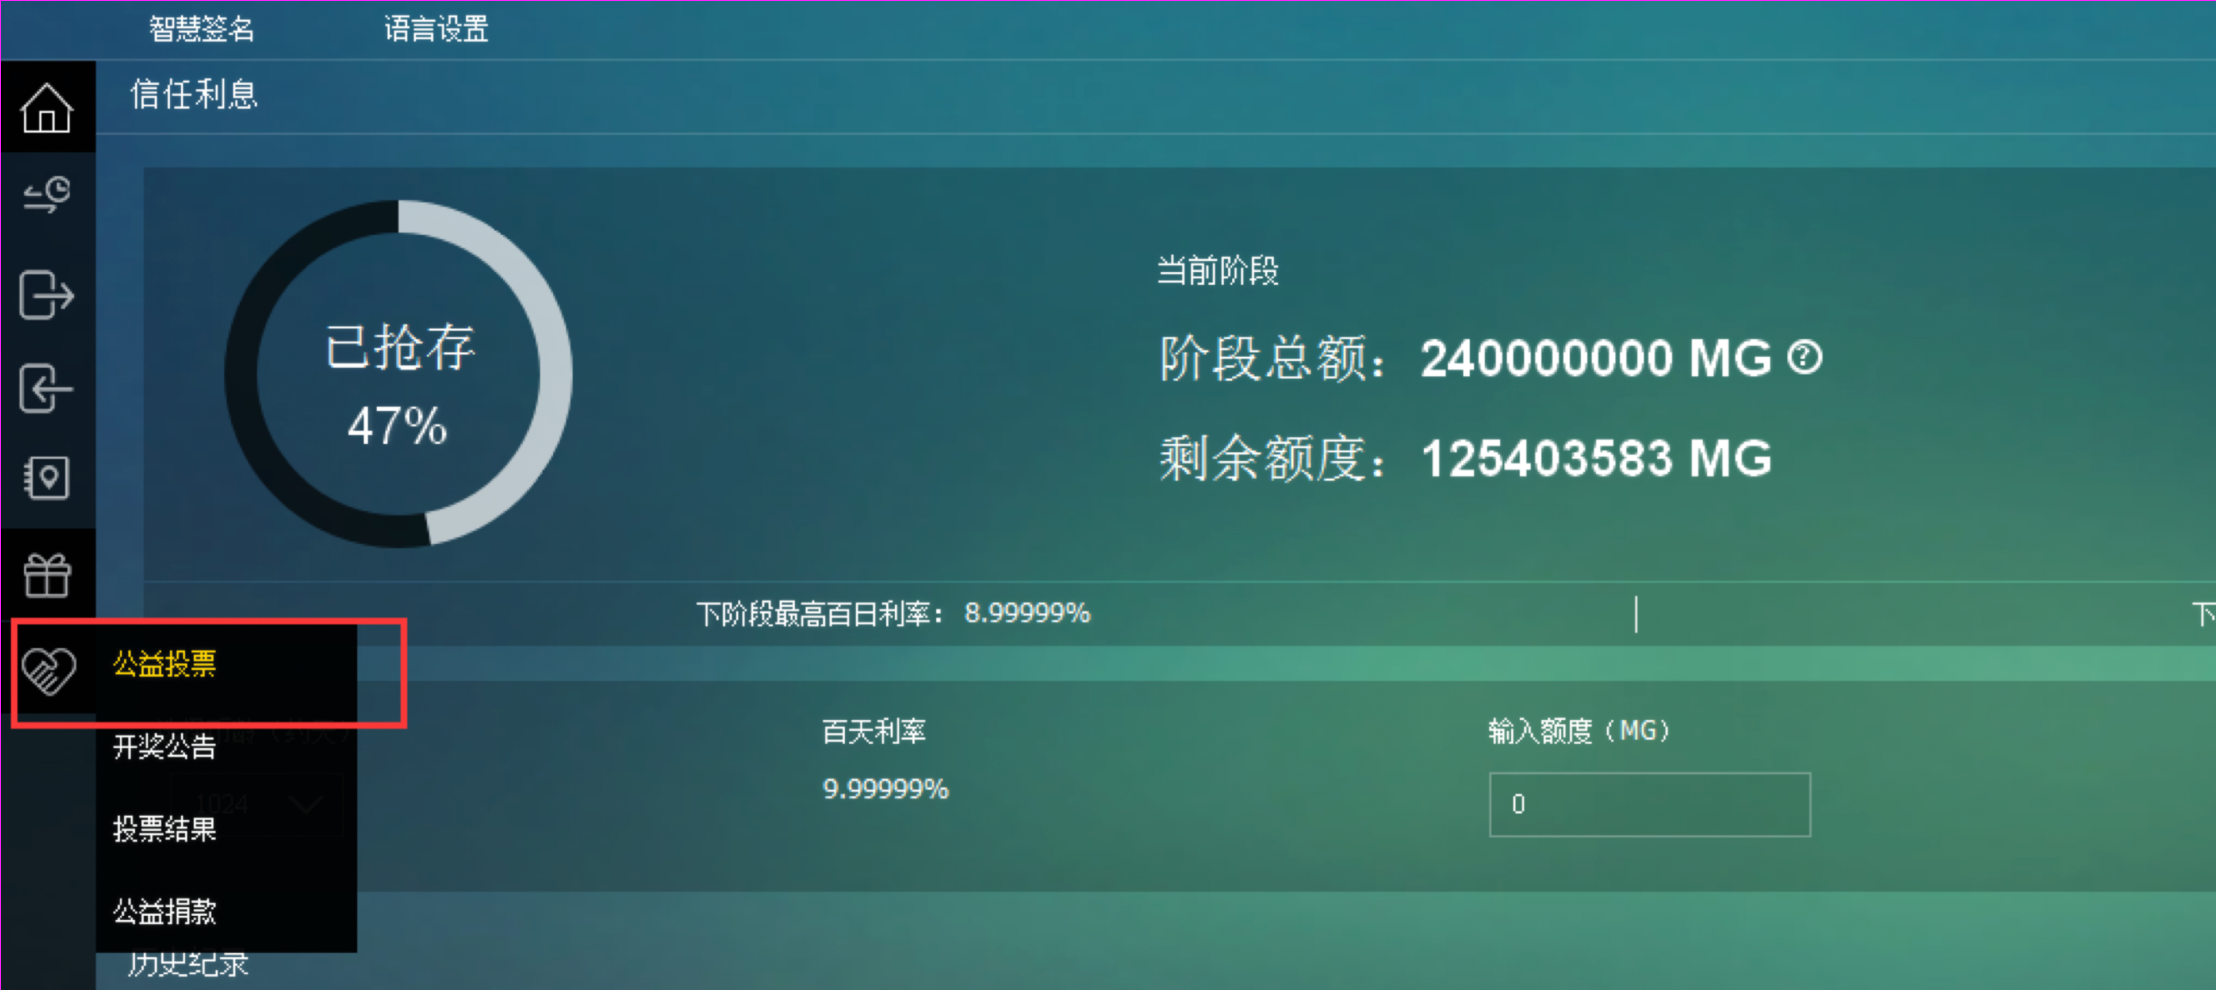 智慧签名 语言设置
信任利息
已抢存
47%
当前阶段
阶段总额：240000000 MG ?
剩余额度：125403583 MG
下阶段最高百日利率：8.99999%
下
公益投票
开奖公告
1024
投票结果
公益捐款
百天利率
9.99999%
输入额度（MG）
0
历史纪录